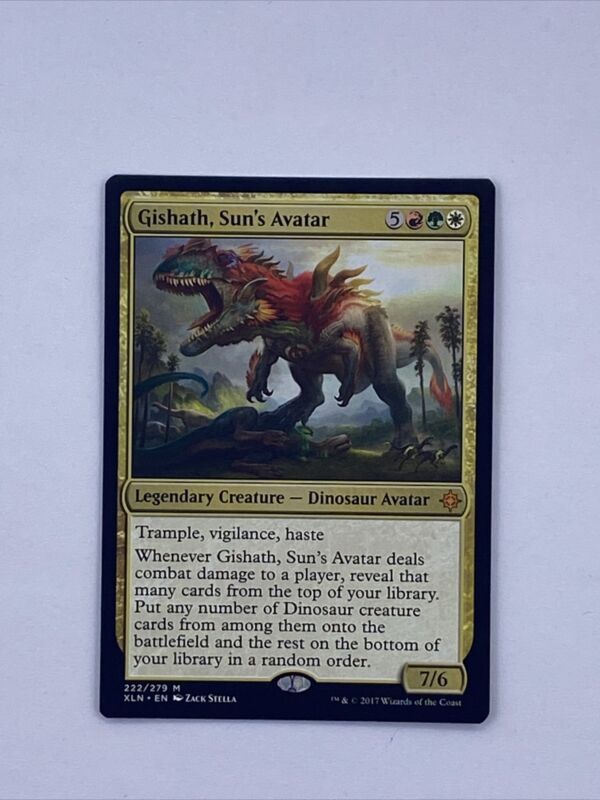 Gishath, Sun's Avatar 5
Legendary Creature — Dinosaur Avatar
Trample, vigilance, haste
Whenever Gishath, Sun's Avatar deals
combat damage to a player, reveal that
many cards from the top of your library.
Put any number of Dinosaur creature
cards from among them onto the
battlefield and the rest on the bottom of
your library in a random order.
7/6
222/279 M
XLN • EN Zack Stella
™ & © 2017 Wizards of the Coast